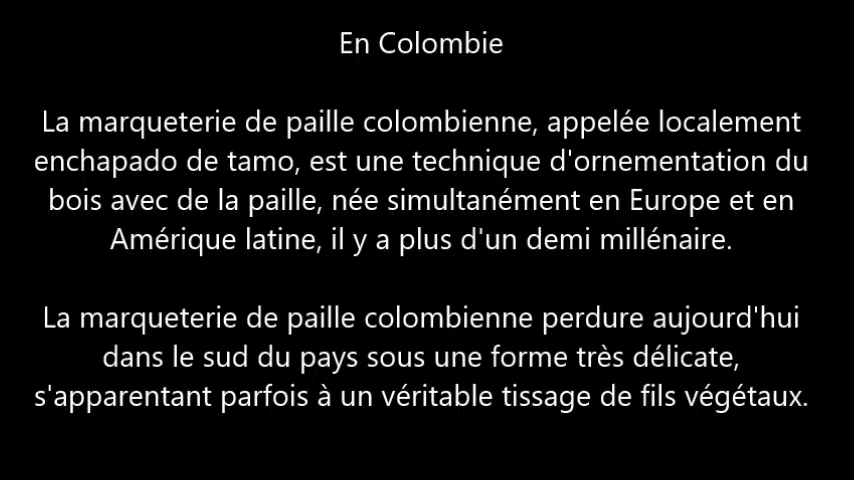 En Colombie
La marqueterie de paille colombienne, appelée localement
enchapado de tamo, est une technique d'ornementation du
bois avec de la paille, née simultanément en Europe et en
Amérique latine, il y a plus d'un demi millénaire.
La marqueterie de paille colombienne perdure aujourd'hui
dans le sud du pays sous une forme très délicate,
s'apparentant parfois à un véritable tissage de fils végétaux.